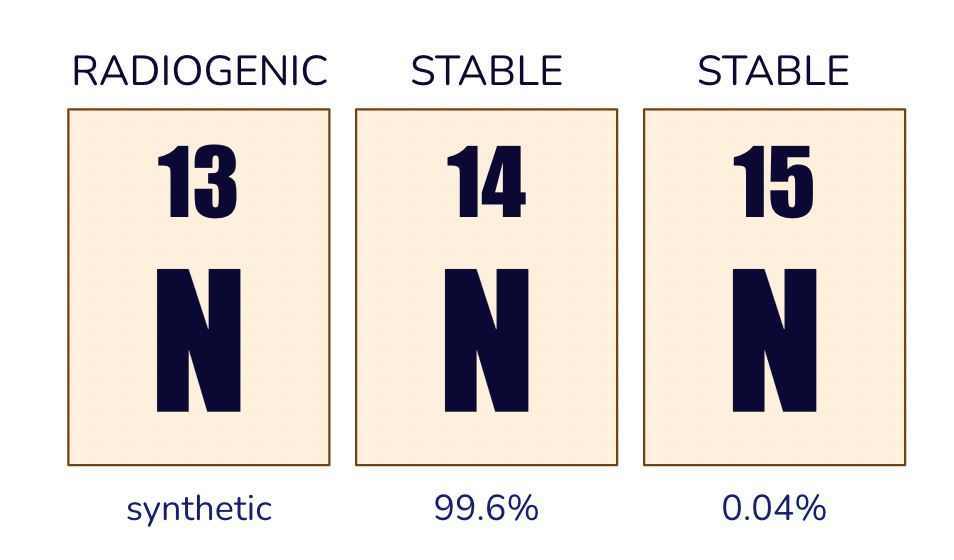 RADIOGENIC STABLE STABLE
13 14 15
N N N
synthetic 99.6% 0.04%